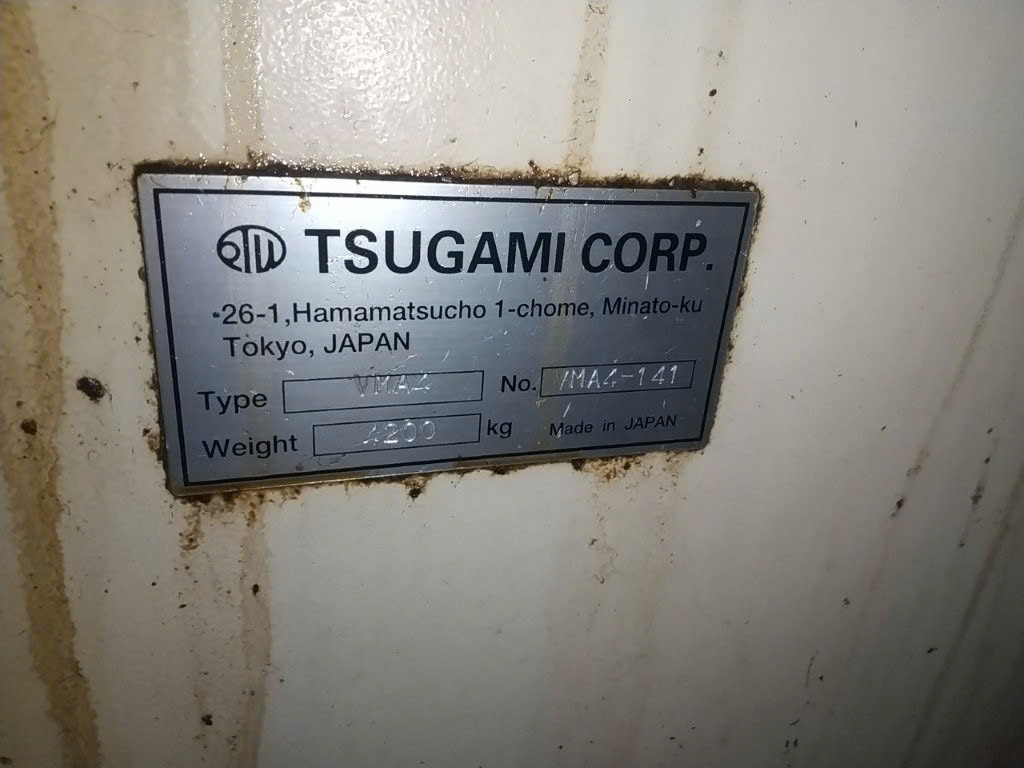 TSUGAMI CORP.
26-1,Hamamatsucho 1-chome, Minato-ku
Tokyo, JAPAN
Type VMA4 No. VMA4-141
Weight 4200 kg Made in JAPAN